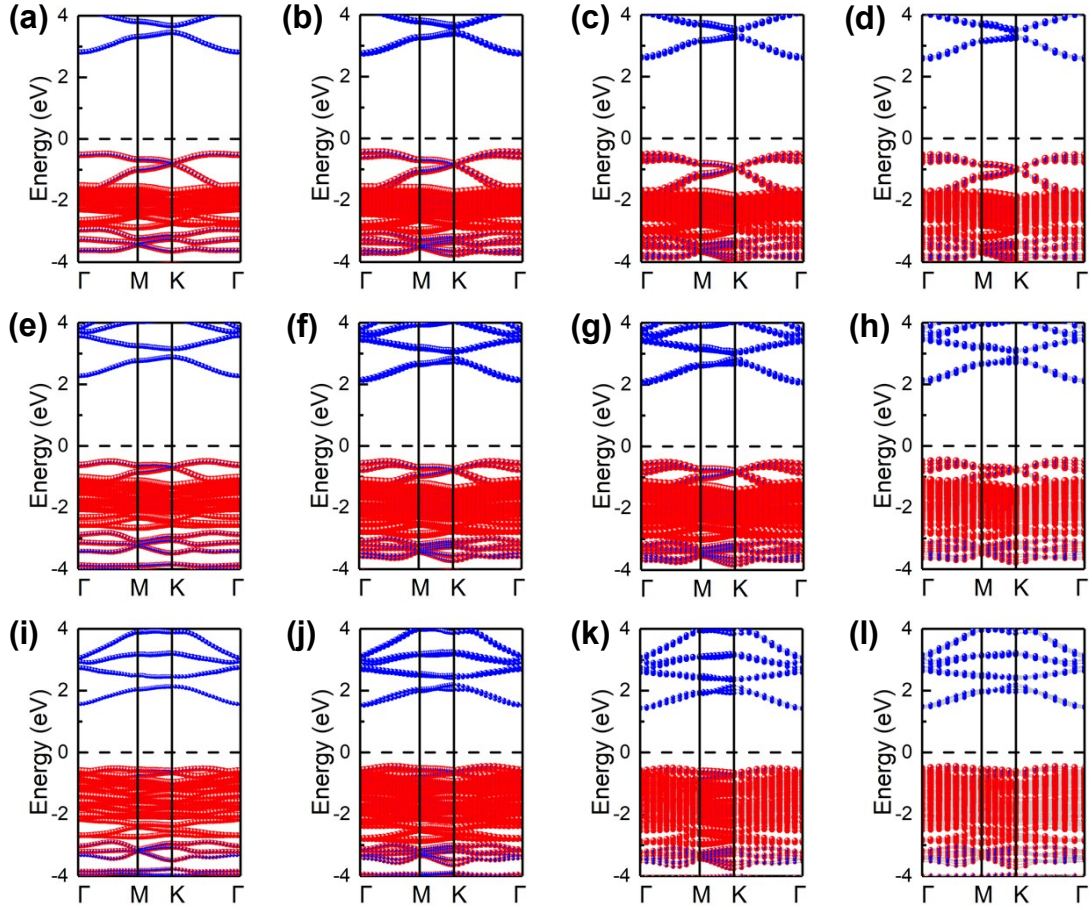 (a) (b) (c) (d)
Energy (eV) 4 2 0 -2 -4 Γ M K Γ
Energy (eV) 4 2 0 -2 -4 Γ M K Γ
Energy (eV) 4 2 0 -2 -4 Γ M K Γ
Energy (eV) 4 2 0 -2 -4 Γ M K Γ
(e) (f) (g) (h)
Energy (eV) 4 2 0 -2 -4 Γ M K Γ
Energy (eV) 4 2 0 -2 -4 Γ M K Γ
Energy (eV) 4 2 0 -2 -4 Γ M K Γ
Energy (eV) 4 2 0 -2 -4 Γ M K Γ
(i) (j) (k) (l)
Energy (eV) 4 2 0 -2 -4 Γ M K Γ
Energy (eV) 4 2 0 -2 -4 Γ M K Γ
Energy (eV) 4 2 0 -2 -4 Γ M K Γ
Energy (eV) 4 2 0 -2 -4 Γ M K Γ